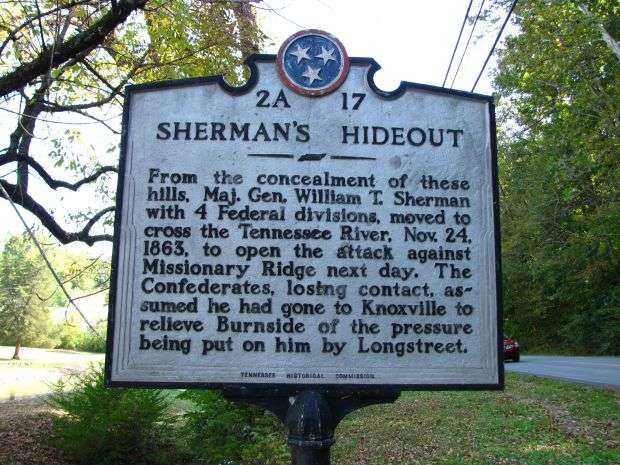 2A 17
SHERMAN'S HIDEOUT
From the concealment of these
hills, Maj. Gen. William T. Sherman
with 4 Federal divisions, moved to
cross the Tennessee River, Nov. 24,
1863, to open the attack against
Missionary Ridge next day. The
Confederates, losing contact, as-
sumed he had gone to Knoxville to
relieve Burnside of the pressure
being put on him by Longstreet.
TENNESSEE HISTORICAL COMMISSION